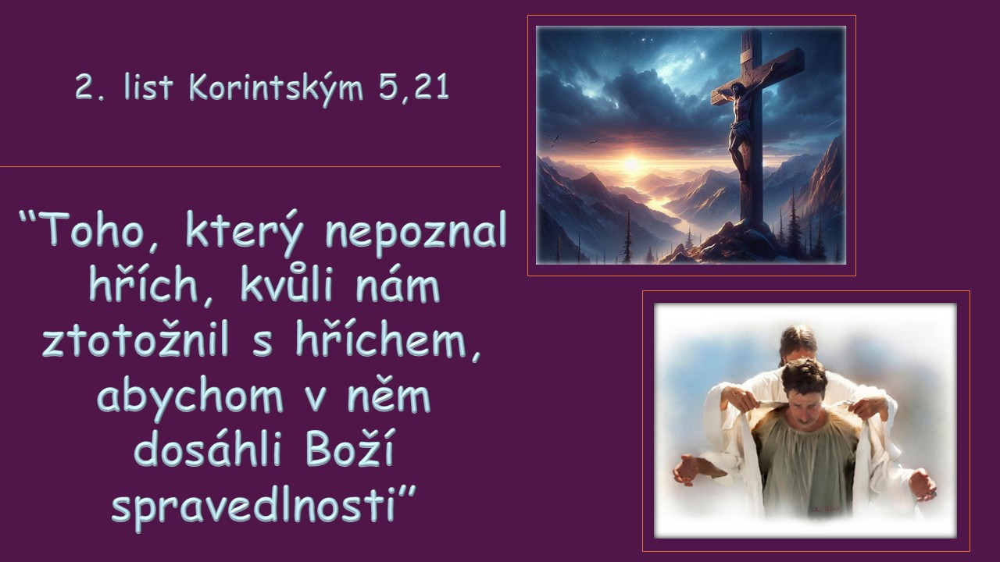 2. list Korintským 5,21
“Toho, který nepoznal
hřích, kvůli nám
ztotožnil s hříchem,
abychom v něm
dosáhli Boží
spravedlnosti”